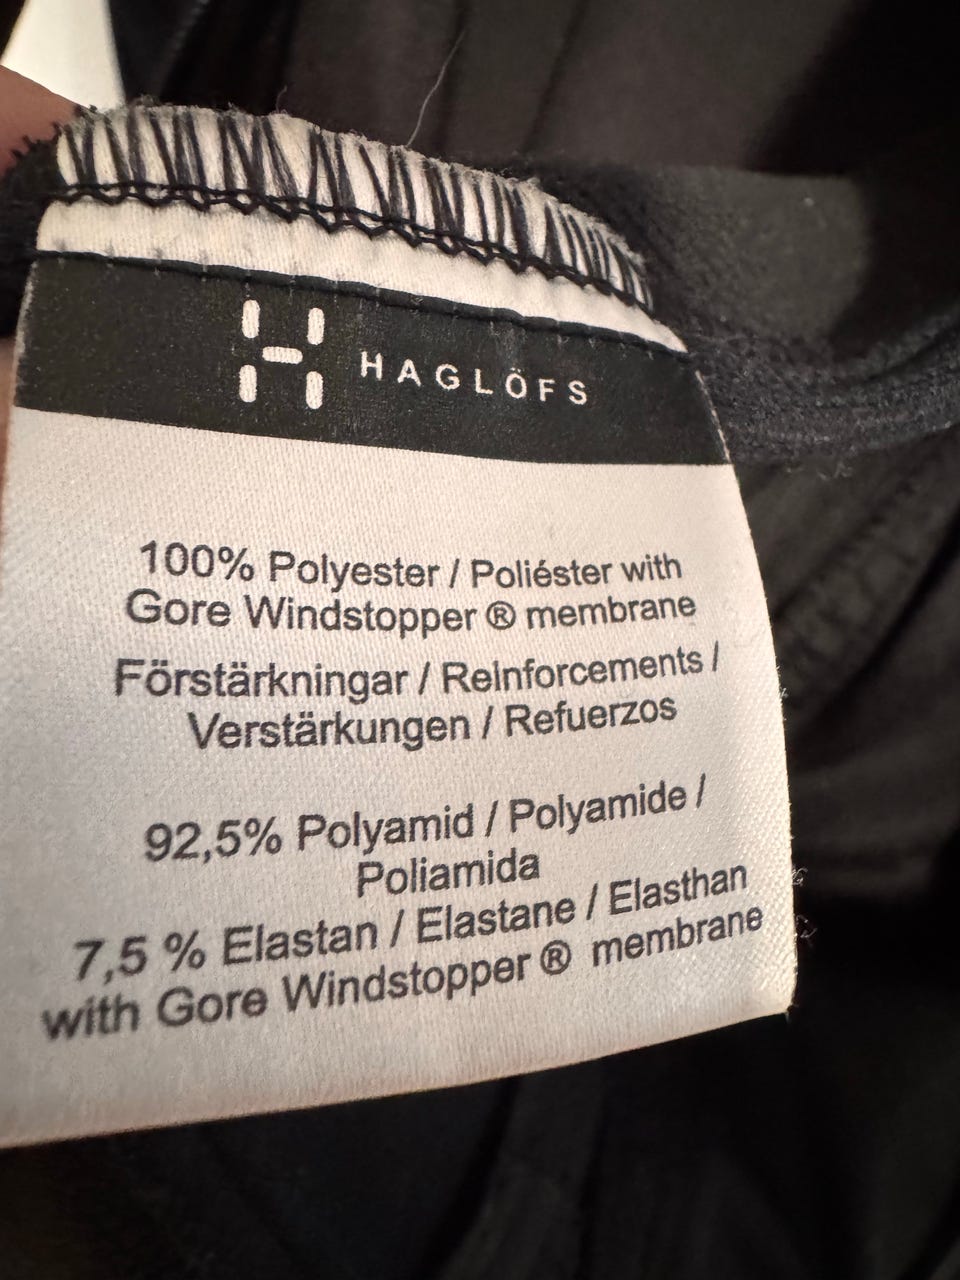 HAGLÖFS
100% Polyester / Poliéster with
Gore Windstopper ® membrane
Förstärkningar / Reinforcements /
Verstärkungen / Refuerzos
92,5% Polyamid / Polyamide /
Poliamida
7,5 % Elastan / Elastane / Elasthan
with Gore Windstopper ® membrane